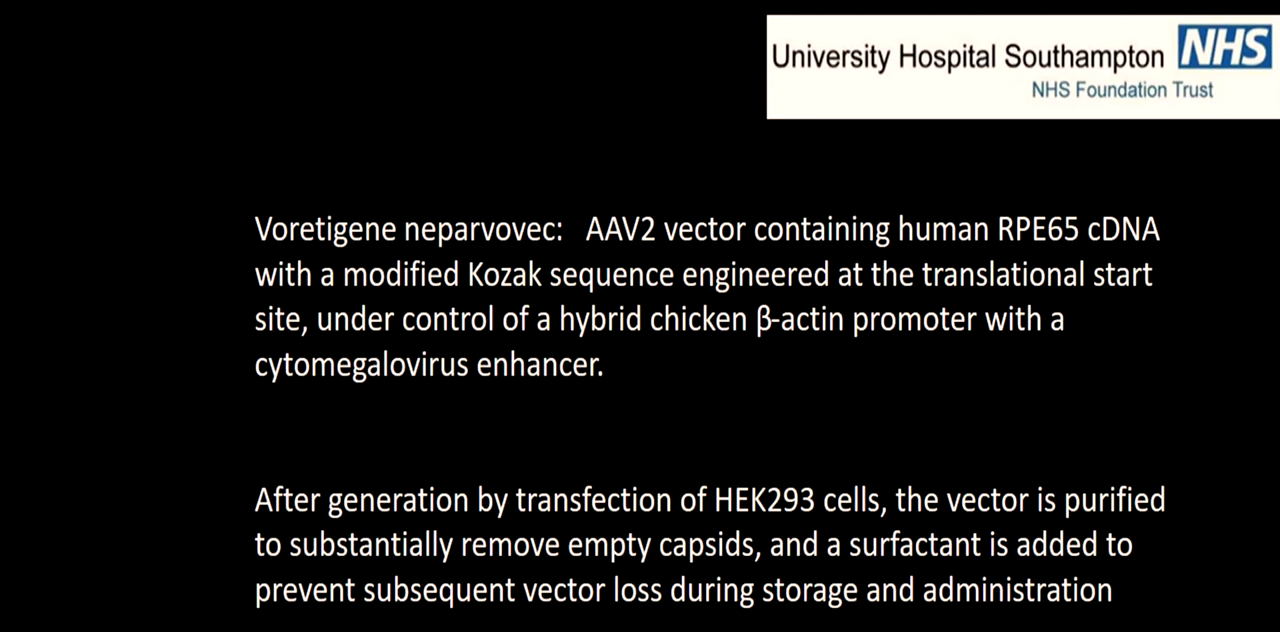 University Hospital Southampton NHS
NHS Foundation Trust
Voretigene neparvovec: AAV2 vector containing human RPE65 cDNA
with a modified Kozak sequence engineered at the translational start
site, under control of a hybrid chicken β-actin promoter with a
cytomegalovirus enhancer.
After generation by transfection of HEK293 cells, the vector is purified
to substantially remove empty capsids, and a surfactant is added to
prevent subsequent vector loss during storage and administration